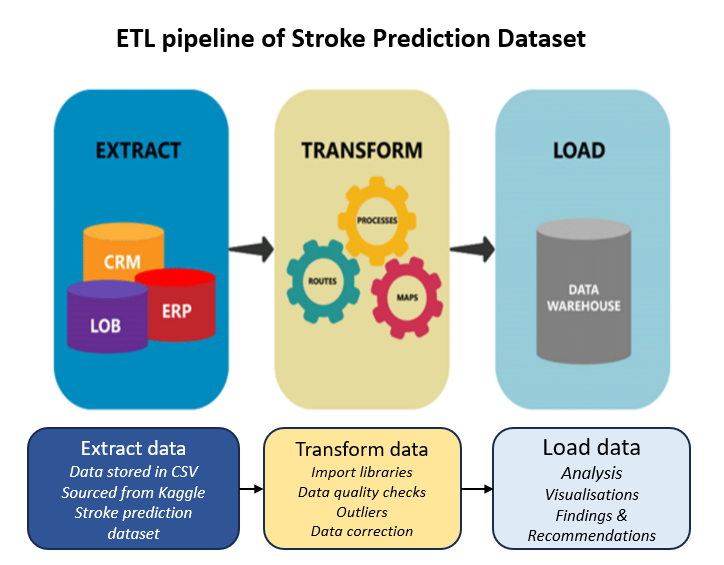 ETL pipeline of Stroke Prediction Dataset
EXTRACT
CRM
LOB
ERP
TRANSFORM
PROCESSES
ROUTES
MAPS
LOAD
DATA
WAREHOUSE
Extract data
Data stored in CSV
Sourced from Kaggle
Stroke prediction
dataset
Transform data
Import libraries
Data quality checks
Outliers
Data correction
Load data
Analysis
Visualisations
Findings &
Recommendations